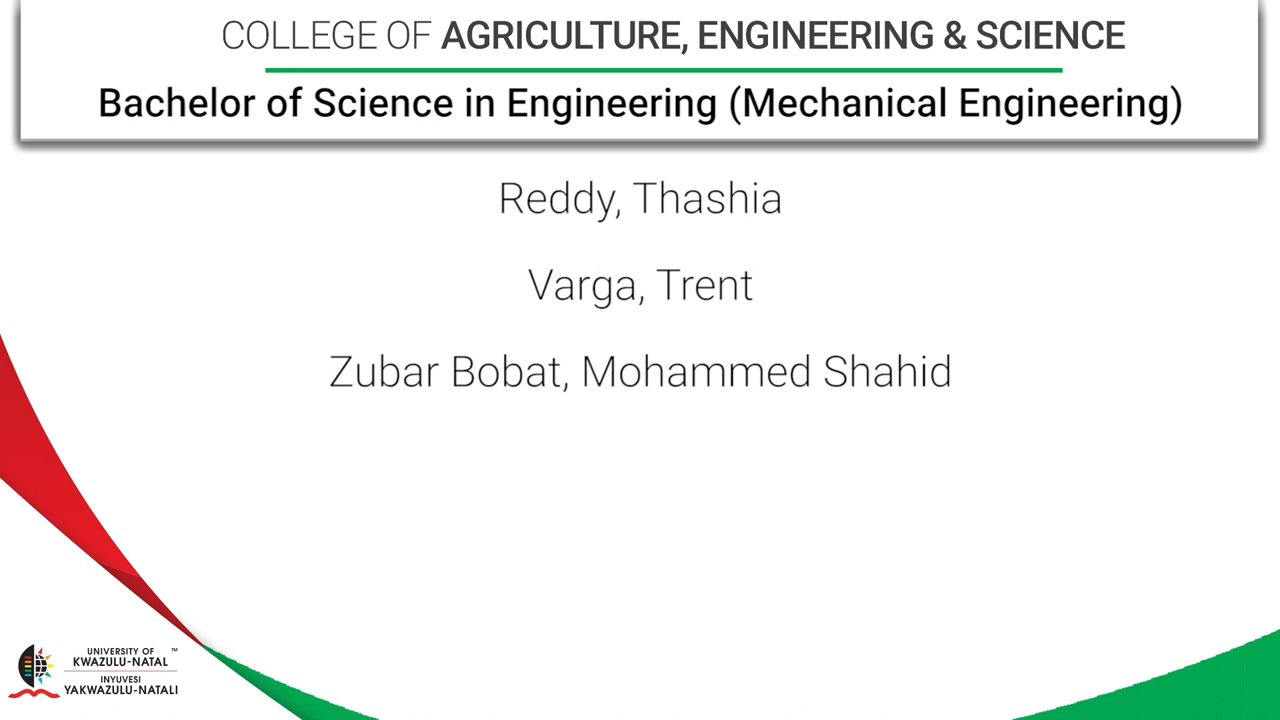 COLLEGE OF AGRICULTURE, ENGINEERING & SCIENCE
Bachelor of Science in Engineering (Mechanical Engineering)
Reddy, Thashia
Varga, Trent
Zubar Bobat, Mohammed Shahid
UNIVERSITY OF ™
KWAZULU-NATAL
INYUVESI
YAKWAZULU-NATALI